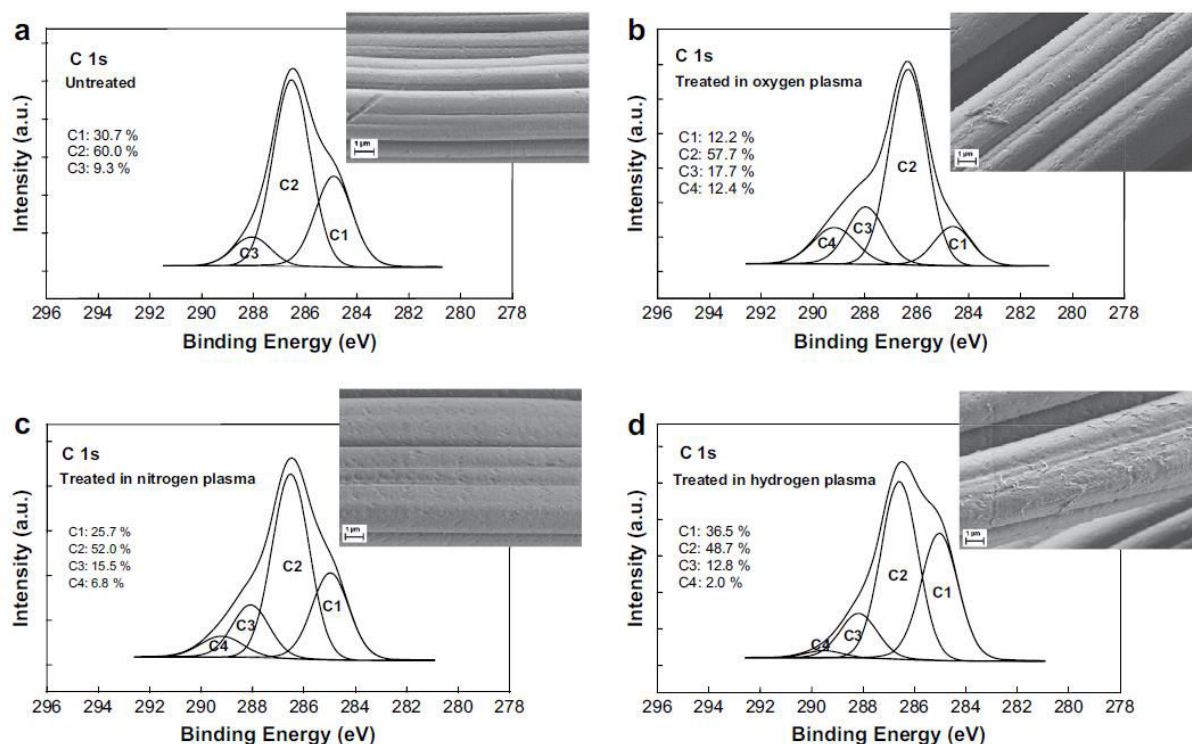 a
C 1s
Untreated
C1: 30.7 %
C2: 60.0 %
C3: 9.3 %
C2
C1
C3
1 µm
Intensity (a.u.)
296 294 292 290 288 286 284 282 280 278
Binding Energy (eV)
b
C 1s
Treated in oxygen plasma
C1: 12.2 %
C2: 57.7 %
C3: 17.7 %
C4: 12.4 %
C2
C3
C4
C1
1 µm
Intensity (a.u.)
296 294 292 290 288 286 284 282 280 278
Binding Energy (eV)
c
C 1s
Treated in nitrogen plasma
C1: 25.7 %
C2: 52.0 %
C3: 15.5 %
C4: 6.8 %
C2
C1
C3
C4
1 µm
Intensity (a.u.)
296 294 292 290 288 286 284 282 280 278
Binding Energy (eV)
d
C 1s
Treated in hydrogen plasma
C1: 36.5 %
C2: 48.7 %
C3: 12.8 %
C4: 2.0 %
C2
C1
C3
C4
1 µm
Intensity (a.u.)
296 294 292 290 288 286 284 282 280 278
Binding Energy (eV)